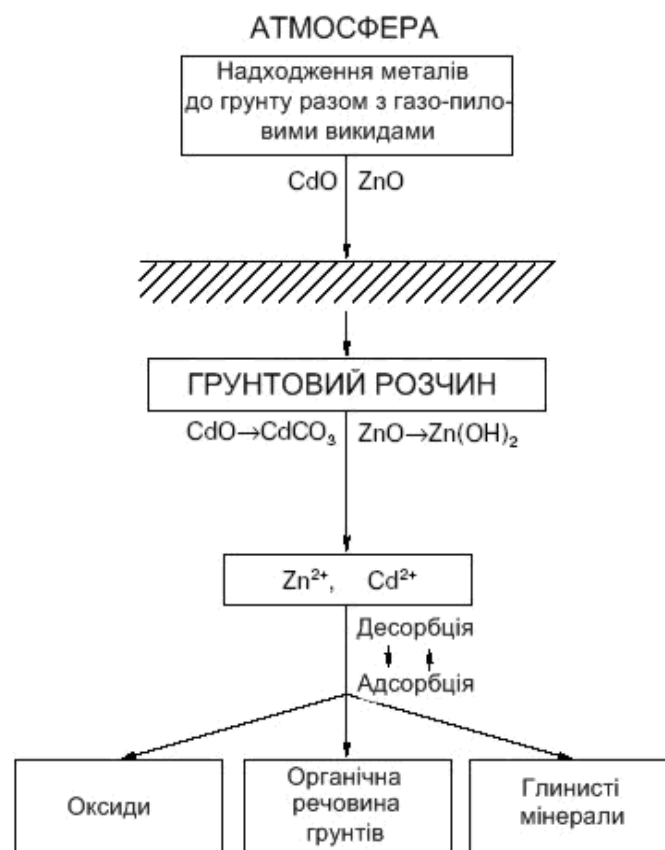 АТМОСФЕРА
Надходження металів
до грунту разом з газо-пило-
вими викидами
CdO ZnO
ГРУНТОВИЙ РОЗЧИН
CdO→CdCO₃ ZnO→Zn(OH)₂
Zn²⁺, Cd²⁺
Десорбція
Адсорбція
Оксиди
Органічна
речовина
грунтів
Глинисті
мінерали